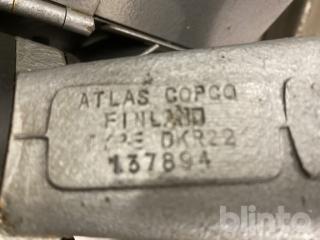 ATLAS COPCO
FINLAND
TYPE DKR22
137894
blinto